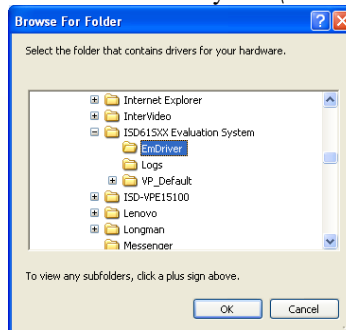 Browse For Folder
Select the folder that contains drivers for your hardware.
Internet Explorer
InterVideo
ISD61SXX Evaluation System
EmDriver
Logs
VP_Default
ISD-VPE15100
Lenovo
Longman
Messenger
To view any subfolders, click a plus sign above.
OK Cancel